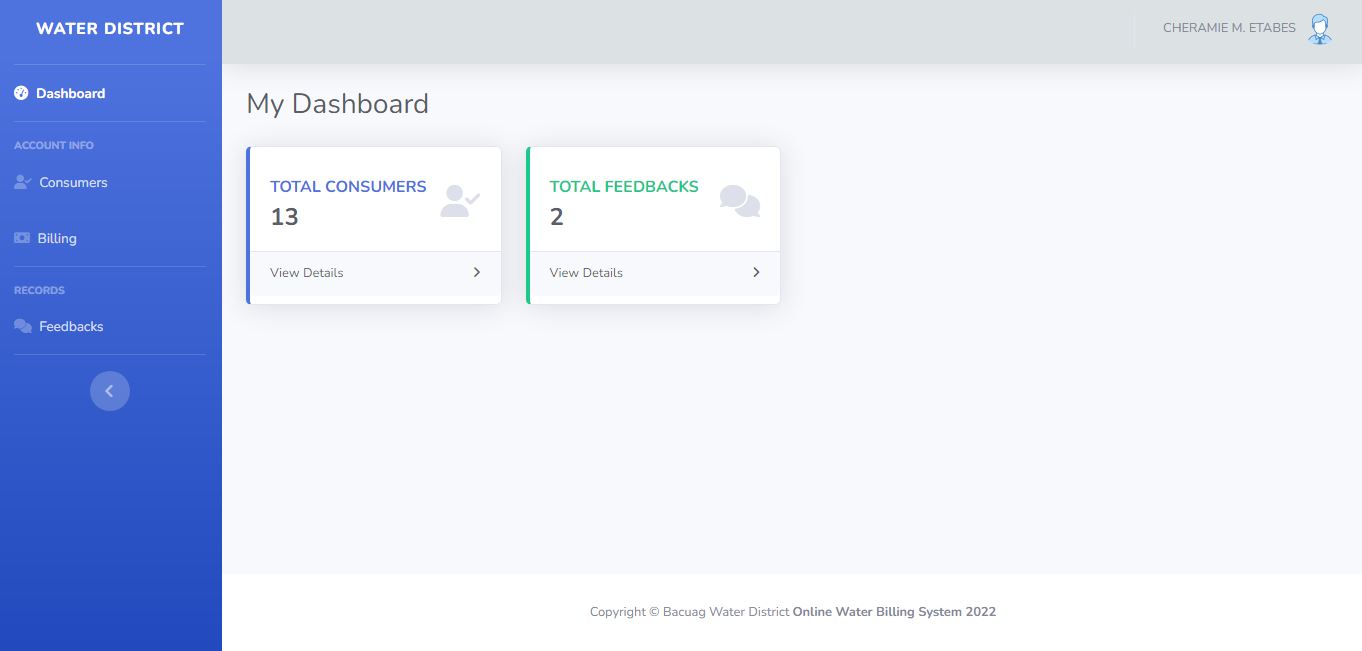 WATER DISTRICT
CHERAMIE M. ETABES
Dashboard
ACCOUNT INFO
Consumers
Billing
RECORDS
Feedbacks
My Dashboard
TOTAL CONSUMERS
13
View Details
TOTAL FEEDBACKS
2
View Details
Copyright © Bacuag Water District Online Water Billing System 2022